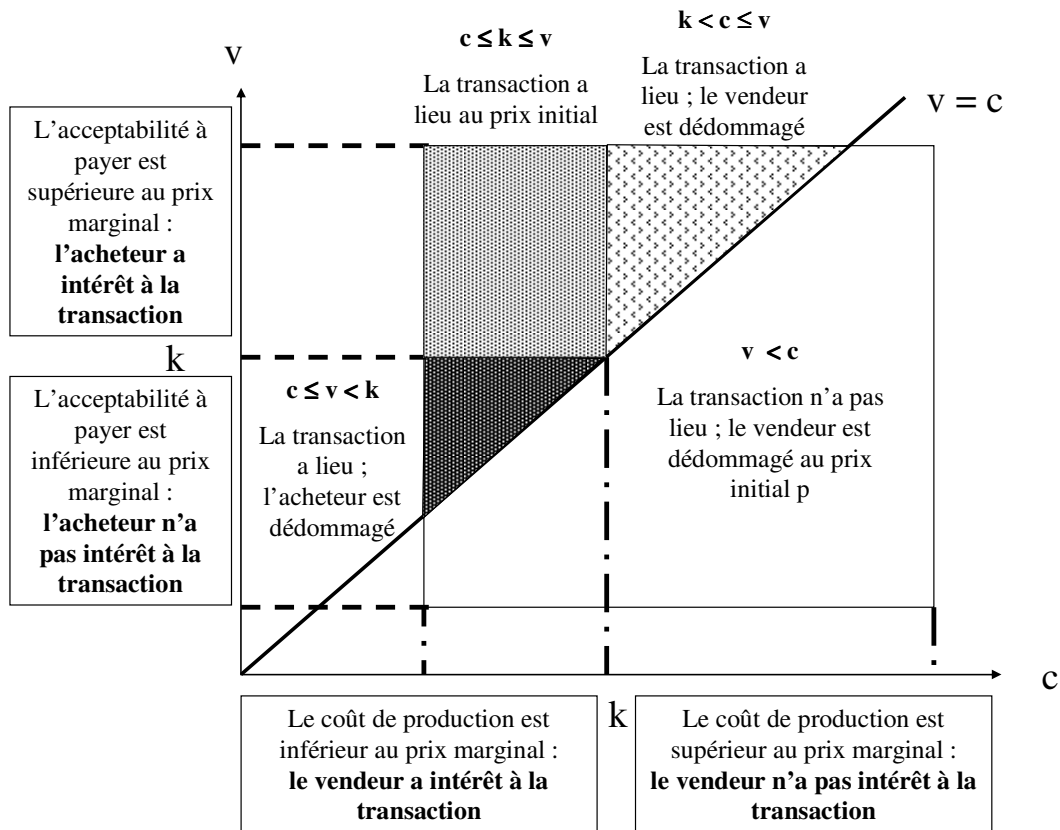 c ≤ k ≤ v
k < c ≤ v
v
La transaction a
lieu au prix initial
La transaction a
lieu ; le vendeur
est dédommagé
v = c
L'acceptabilité à
payer est
supérieure au prix
marginal :
l'acheteur a
intérêt à la
transaction
k
L'acceptabilité à
payer est
inférieure au prix
marginal :
l'acheteur n'a
pas intérêt à la
transaction
c ≤ v < k
La transaction
a lieu ;
l'acheteur est
dédommagé
v < c
La transaction n'a pas
lieu ; le vendeur est
dédommagé au prix
initial p
c
Le coût de production est
inférieur au prix marginal :
le vendeur a intérêt à la
transaction
k
Le coût de production est
supérieur au prix marginal :
le vendeur n'a pas intérêt à la
transaction